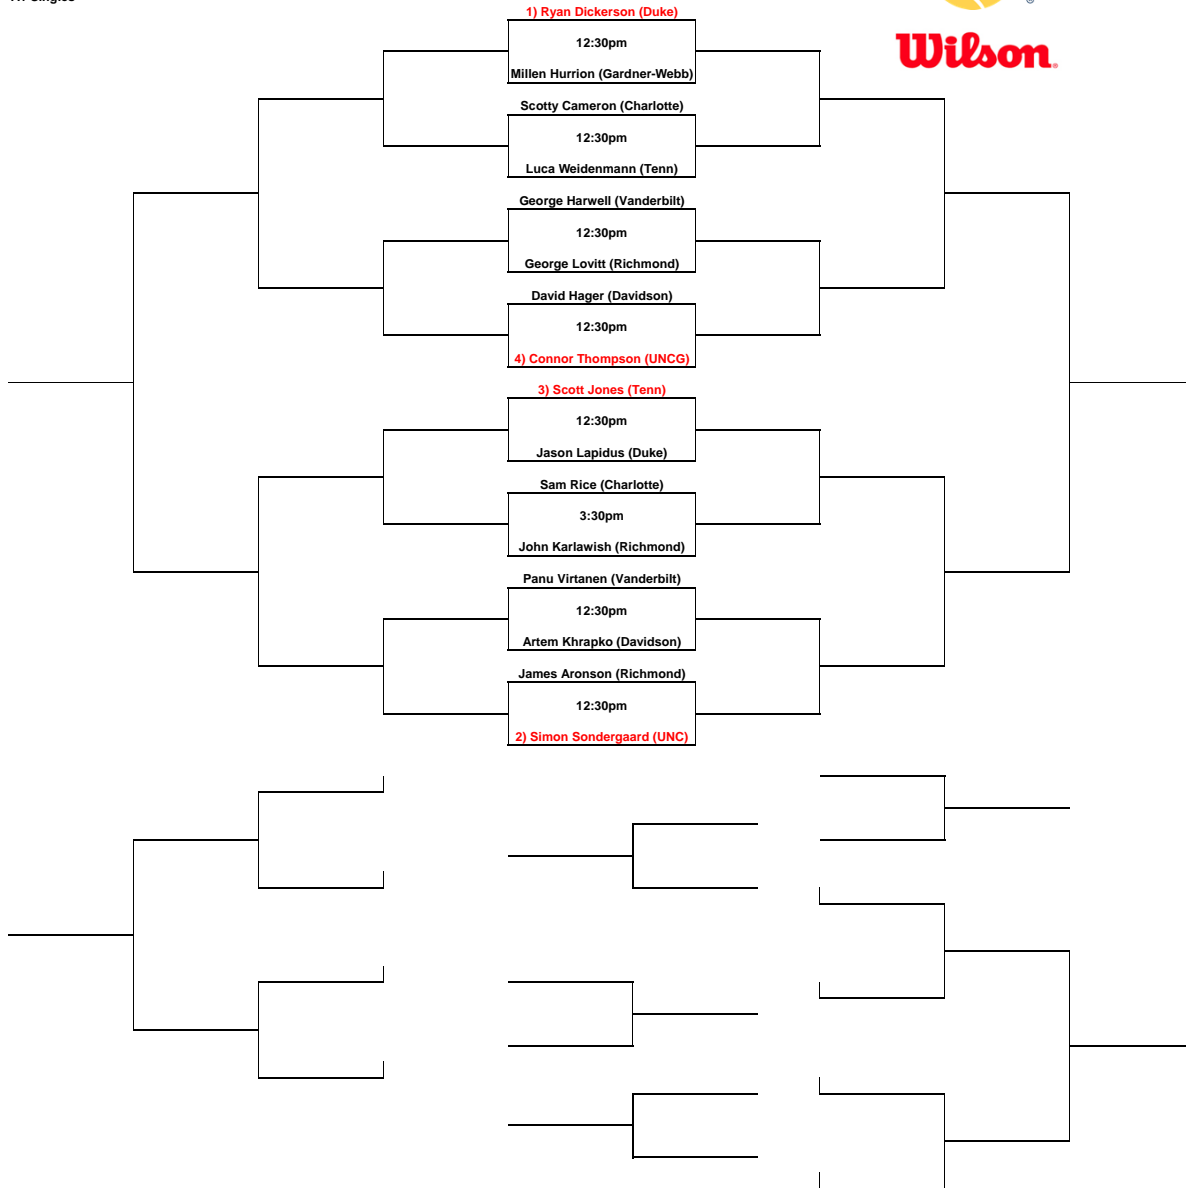 1) Ryan Dickerson (Duke)
12:30pm
Millen Hurrion (Gardner-Webb)
Wilson
Scotty Cameron (Charlotte)
12:30pm
Luca Weidenmann (Tenn)
George Harwell (Vanderbilt)
12:30pm
George Lovitt (Richmond)
David Hager (Davidson)
12:30pm
4) Connor Thompson (UNCG)
3) Scott Jones (Tenn)
12:30pm
Jason Lapidus (Duke)
Sam Rice (Charlotte)
3:30pm
John Karlawish (Richmond)
Panu Virtanen (Vanderbilt)
12:30pm
Artem Khrapko (Davidson)
James Aronson (Richmond)
12:30pm
2) Simon Sondergaard (UNC)